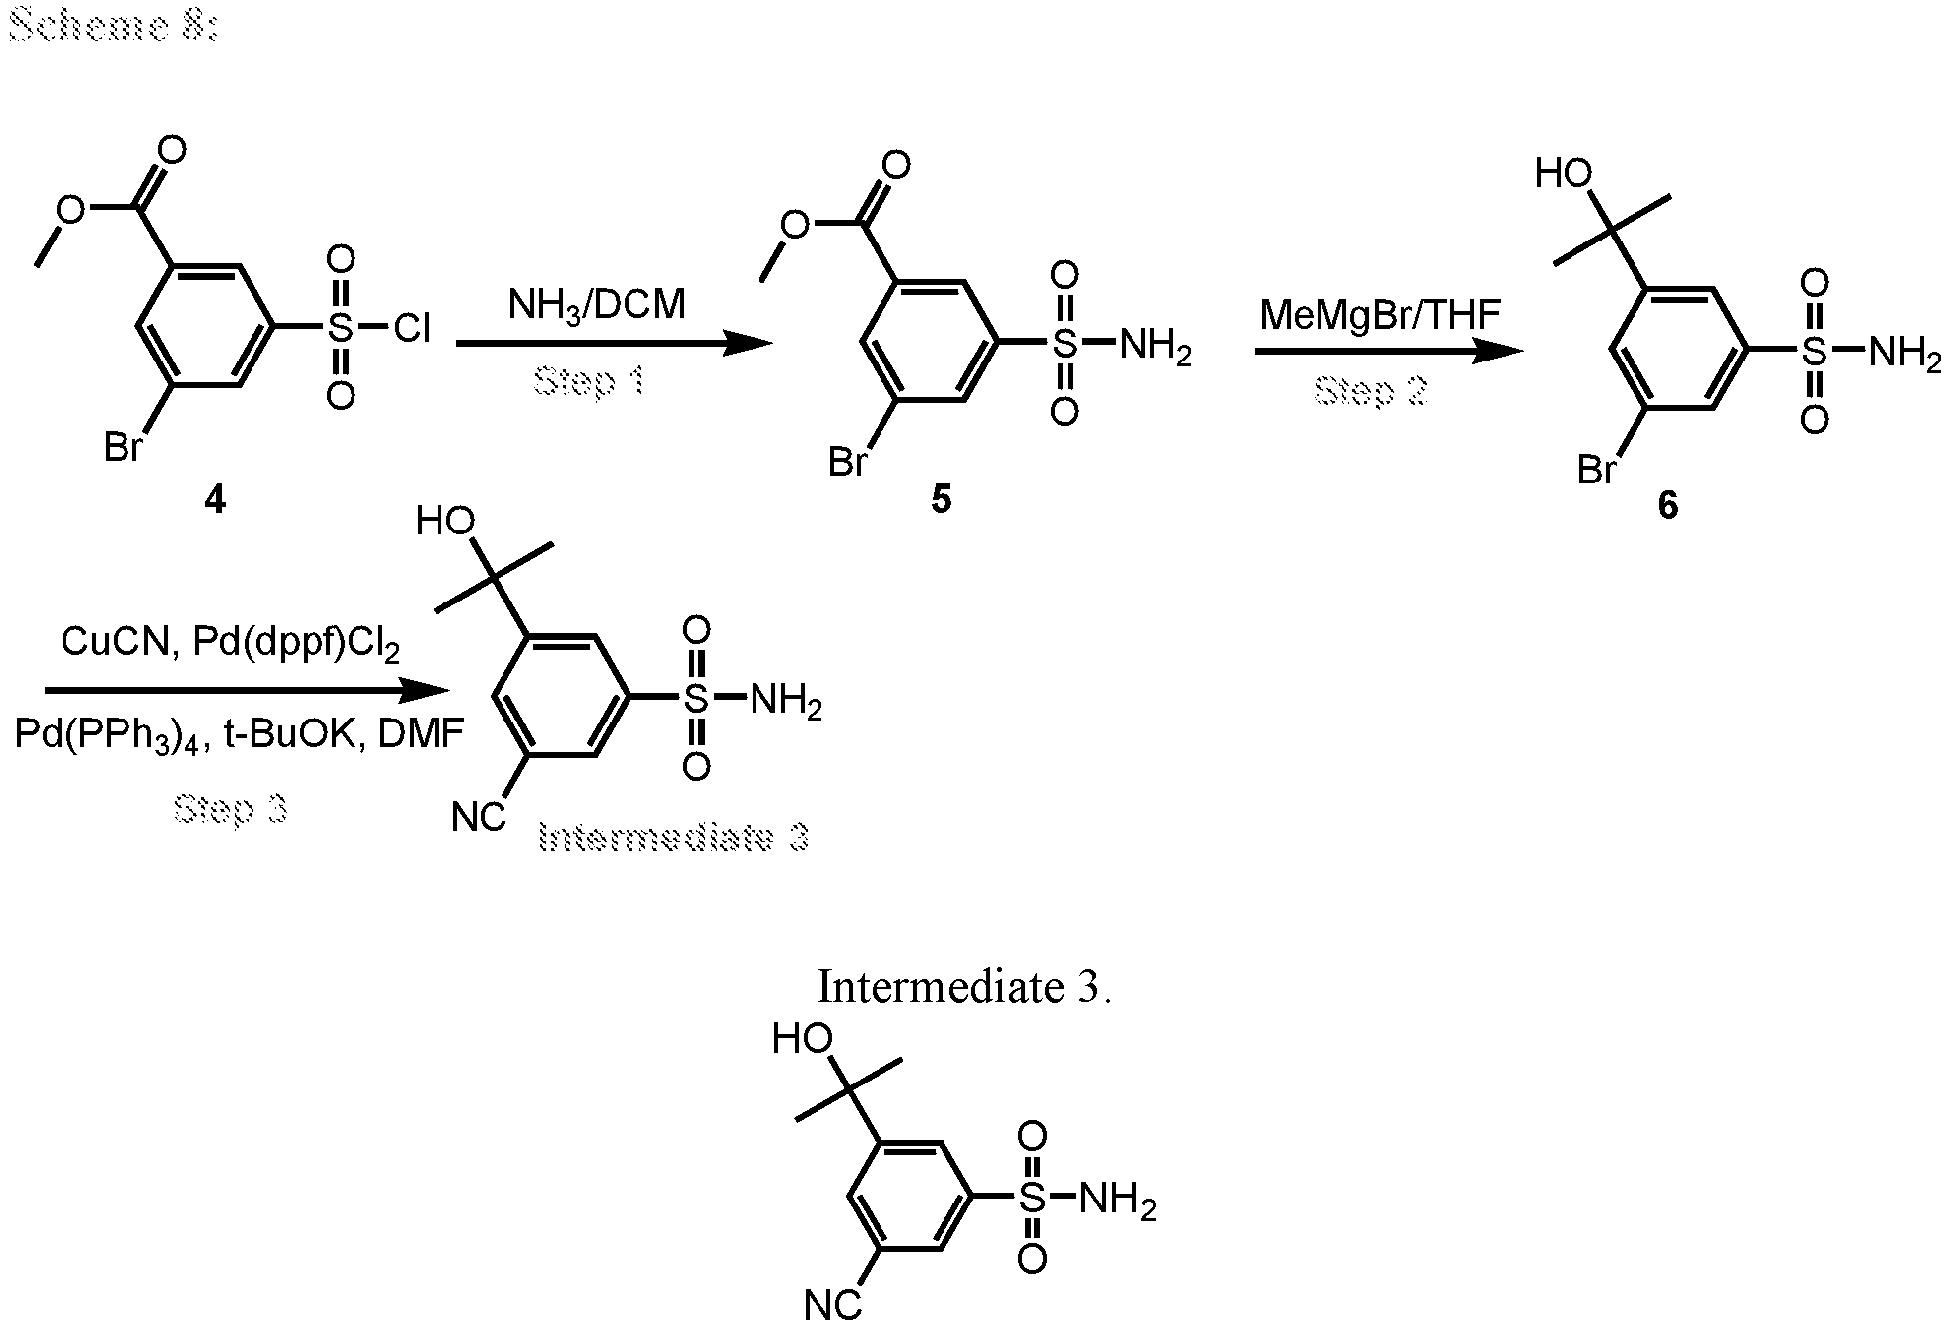 Scheme 8:
O
O
O
S
Cl
O
Br
4
NH3/DCM
Step 1
O
O
O
S
NH2
O
Br
5
MeMgBr/THF
Step 2
HO
O
S
NH2
O
Br
6
CuCN, Pd(dppf)Cl2
Pd(PPh3)4, t-BuOK, DMF
Step 3
HO
O
S
NH2
O
NC
Intermediate 3
Intermediate 3.
HO
O
S
NH2
O
NC